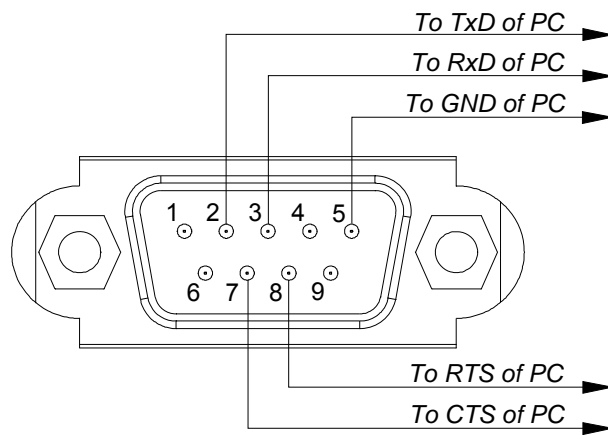 To TxD of PC
To RxD of PC
To GND of PC
1 2 3 4 5
6 7 8 9
To RTS of PC
To CTS of PC